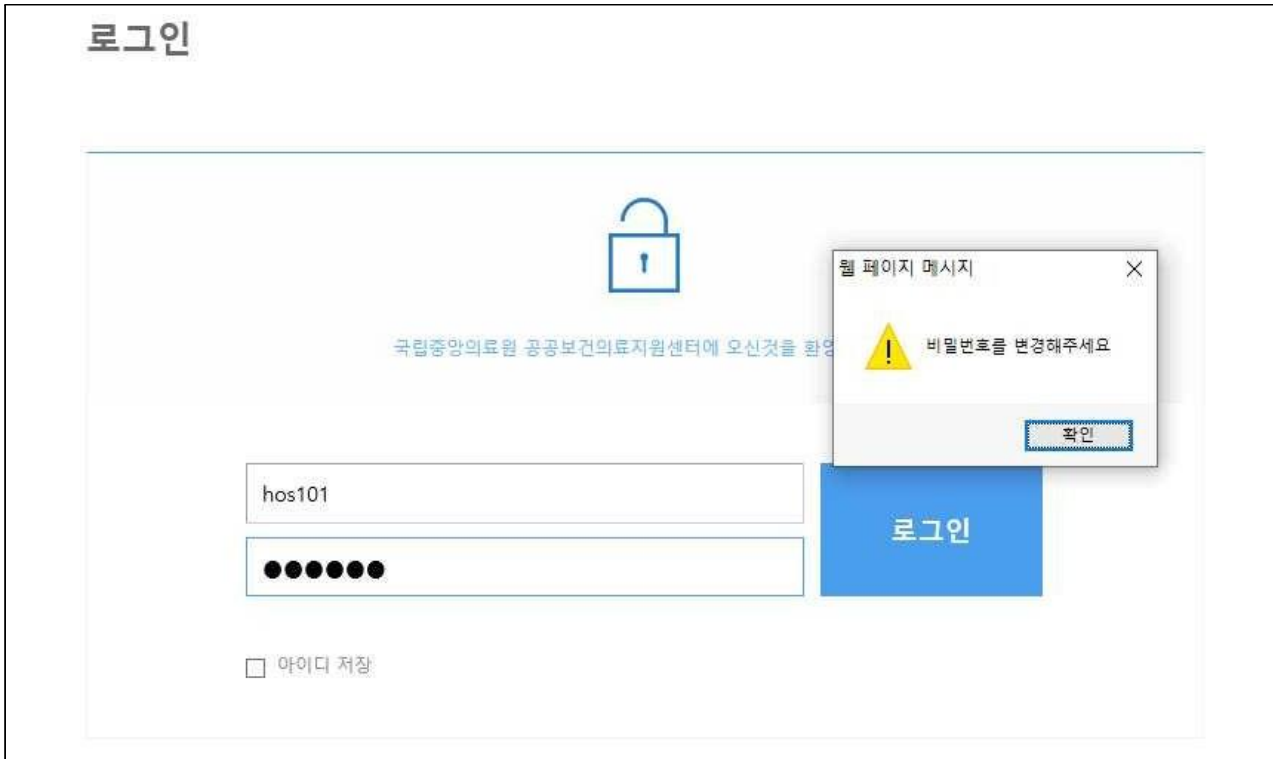 로그인
웹 페이지 메시지
국립중앙의료원 공공보건의료지원센터에 오신것을 환영
비밀번호를 변경해주세요
확인
hos101
로그인
●●●●●●
아이디 저장